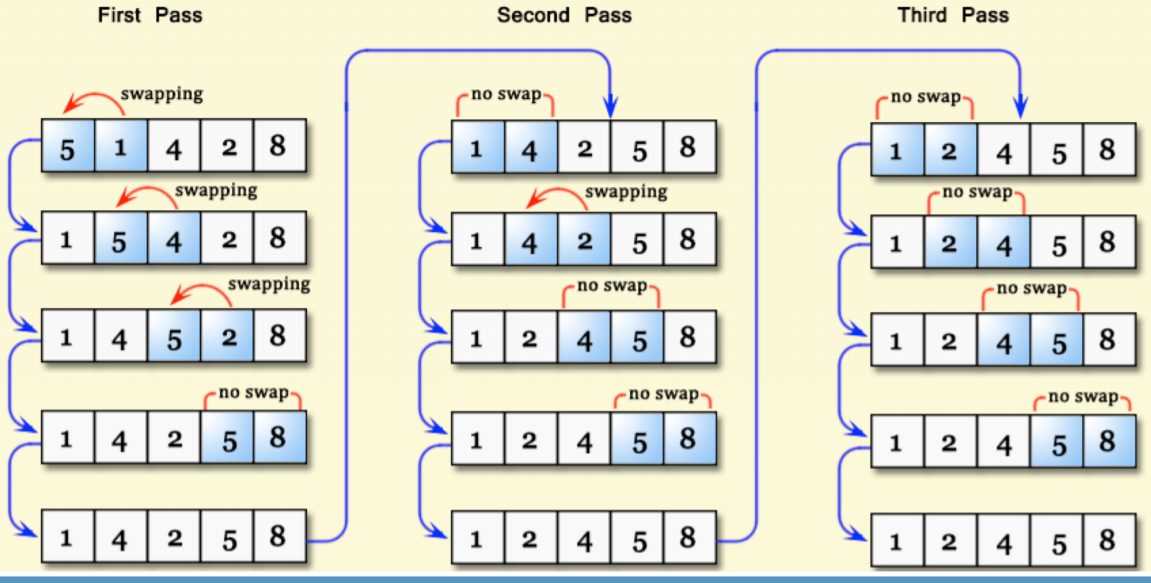 First Pass
swapping
5 1 4 2 8
swapping
1 5 4 2 8
swapping
1 4 5 2 8
no swap
1 4 2 5 8
1 4 2 5 8
Second Pass
no swap
1 4 2 5 8
swapping
1 4 2 5 8
no swap
1 2 4 5 8
no swap
1 2 4 5 8
1 2 4 5 8
Third Pass
no swap
1 2 4 5 8
no swap
1 2 4 5 8
no swap
1 2 4 5 8
no swap
1 2 4 5 8
1 2 4 5 8